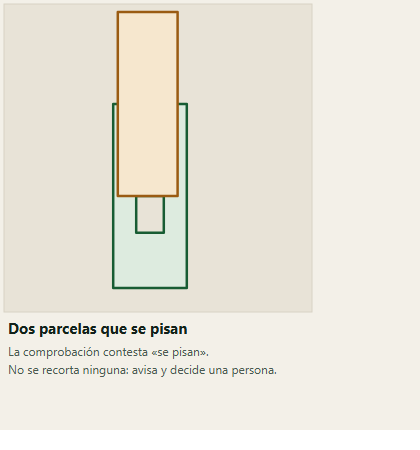 Dos parcelas que se pisan
La comprobación contesta «se pisan».
No se recorta ninguna: avisa y decide una persona.